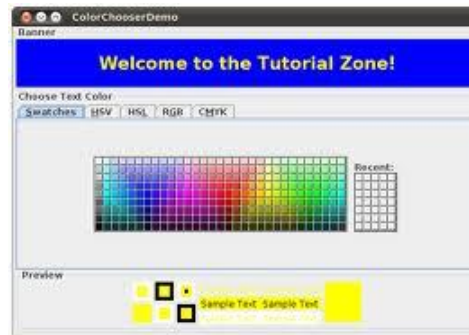 ColorChooserDemo
Banner
Welcome to the Tutorial Zone!
Choose Text Color
Swatches HSV HSL RGB CMYK
Recent:
Preview
Sample Text Sample Text